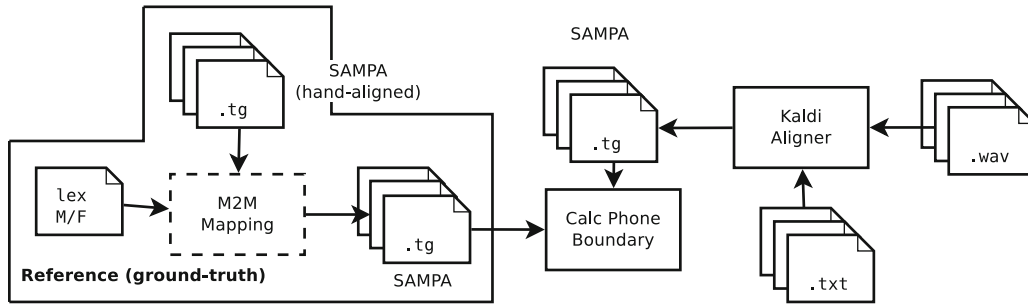 SAMPA
(hand-aligned)
.tg
lex
M/F
M2M
Mapping
.tg
SAMPA
Reference (ground-truth)
SAMPA
.tg
Calc Phone
Boundary
Kaldi
Aligner
.wav
.txt